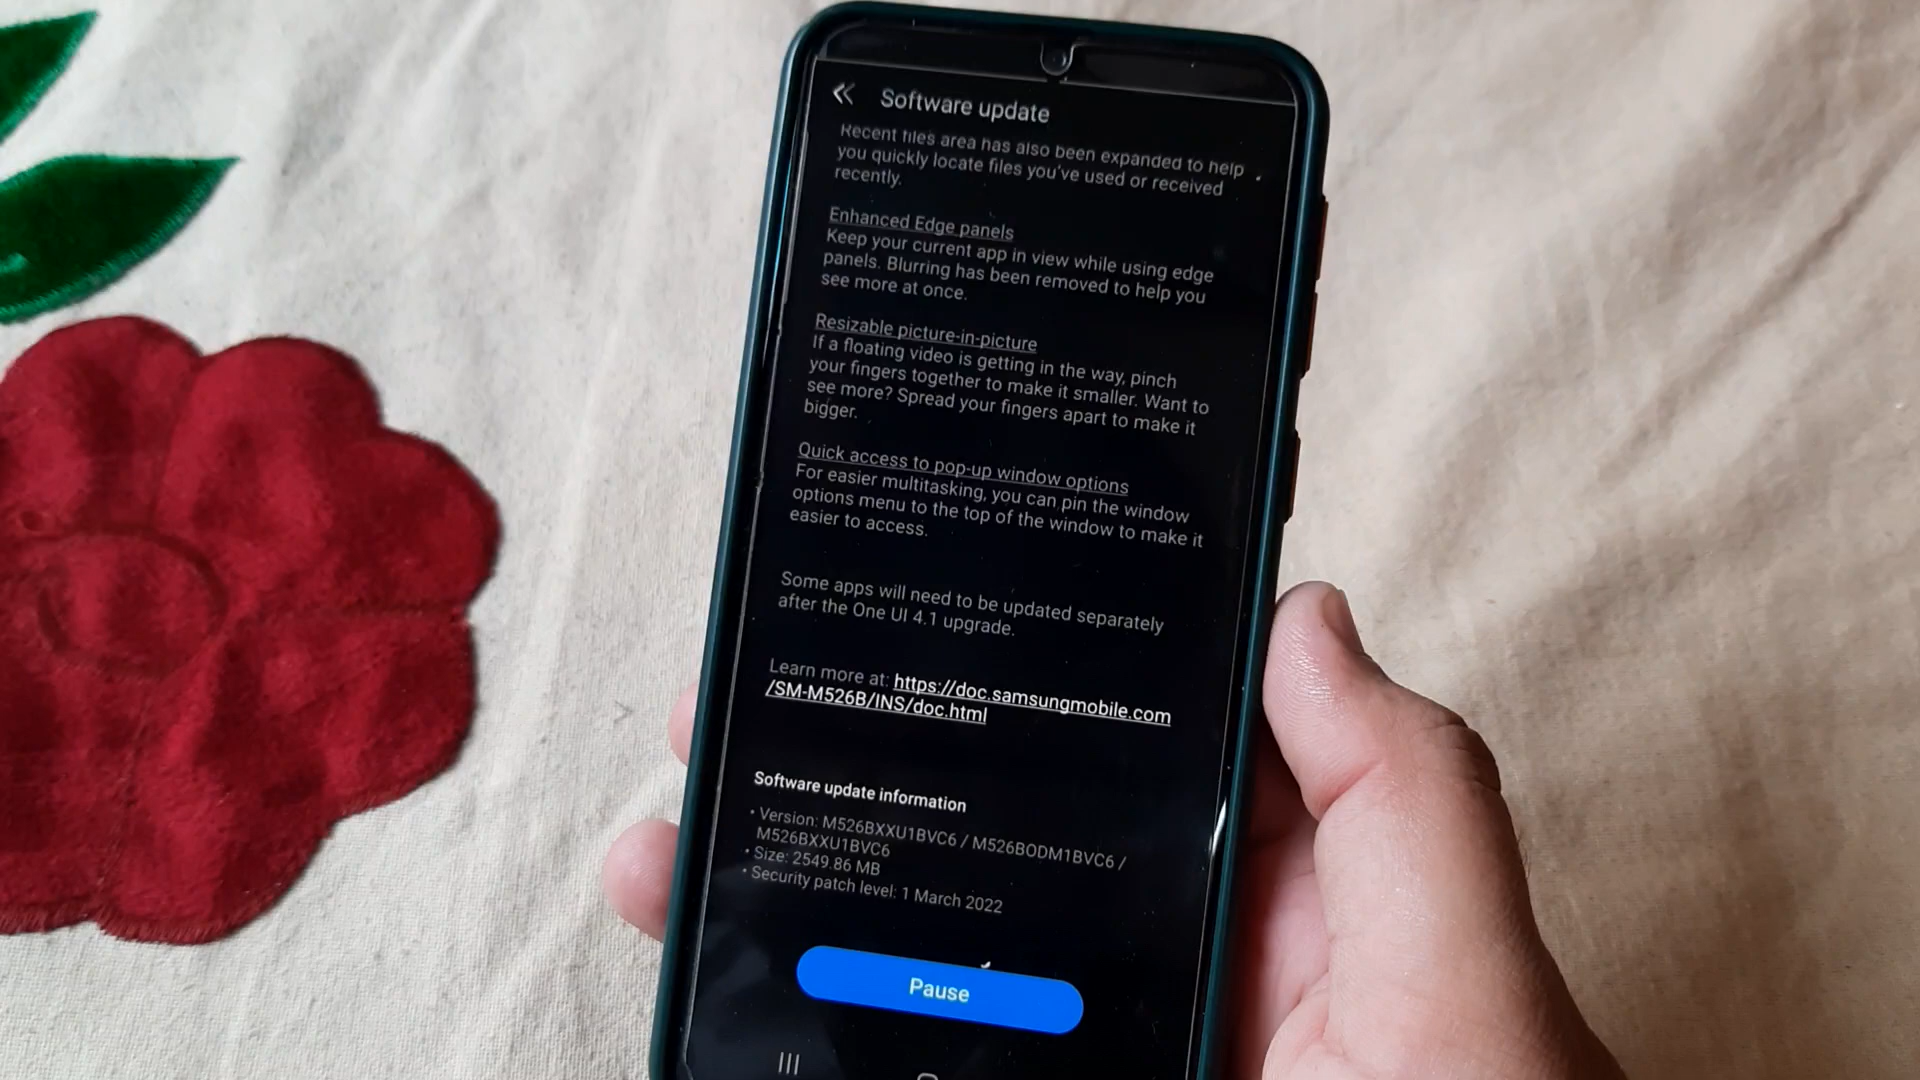 Software update
Recent files area has also been expanded to help
you quickly locate files you've used or received
recently.
Enhanced Edge panels
Keep your current app in view while using edge
panels. Blurring has been removed to help you
see more at once.
Resizable picture-in-picture
If a floating video is getting in the way, pinch
your fingers together to make it smaller. Want to
see more? Spread your fingers apart to make it
bigger.
Quick access to pop-up window options
For easier multitasking, you can pin the window
options menu to the top of the window to make it
easier to access.
Some apps will need to be updated separately
after the One UI 4.1 upgrade.
Learn more at: https://doc.samsungmobile.com
/SM-M526B/INS/doc.html
Software update information
• Version: M526BXXU1BVC6 / M526BODM1BVC6 /
M526BXXU1BVC6
• Size: 2549.86 MB
• Security patch level: 1 March 2022
Pause